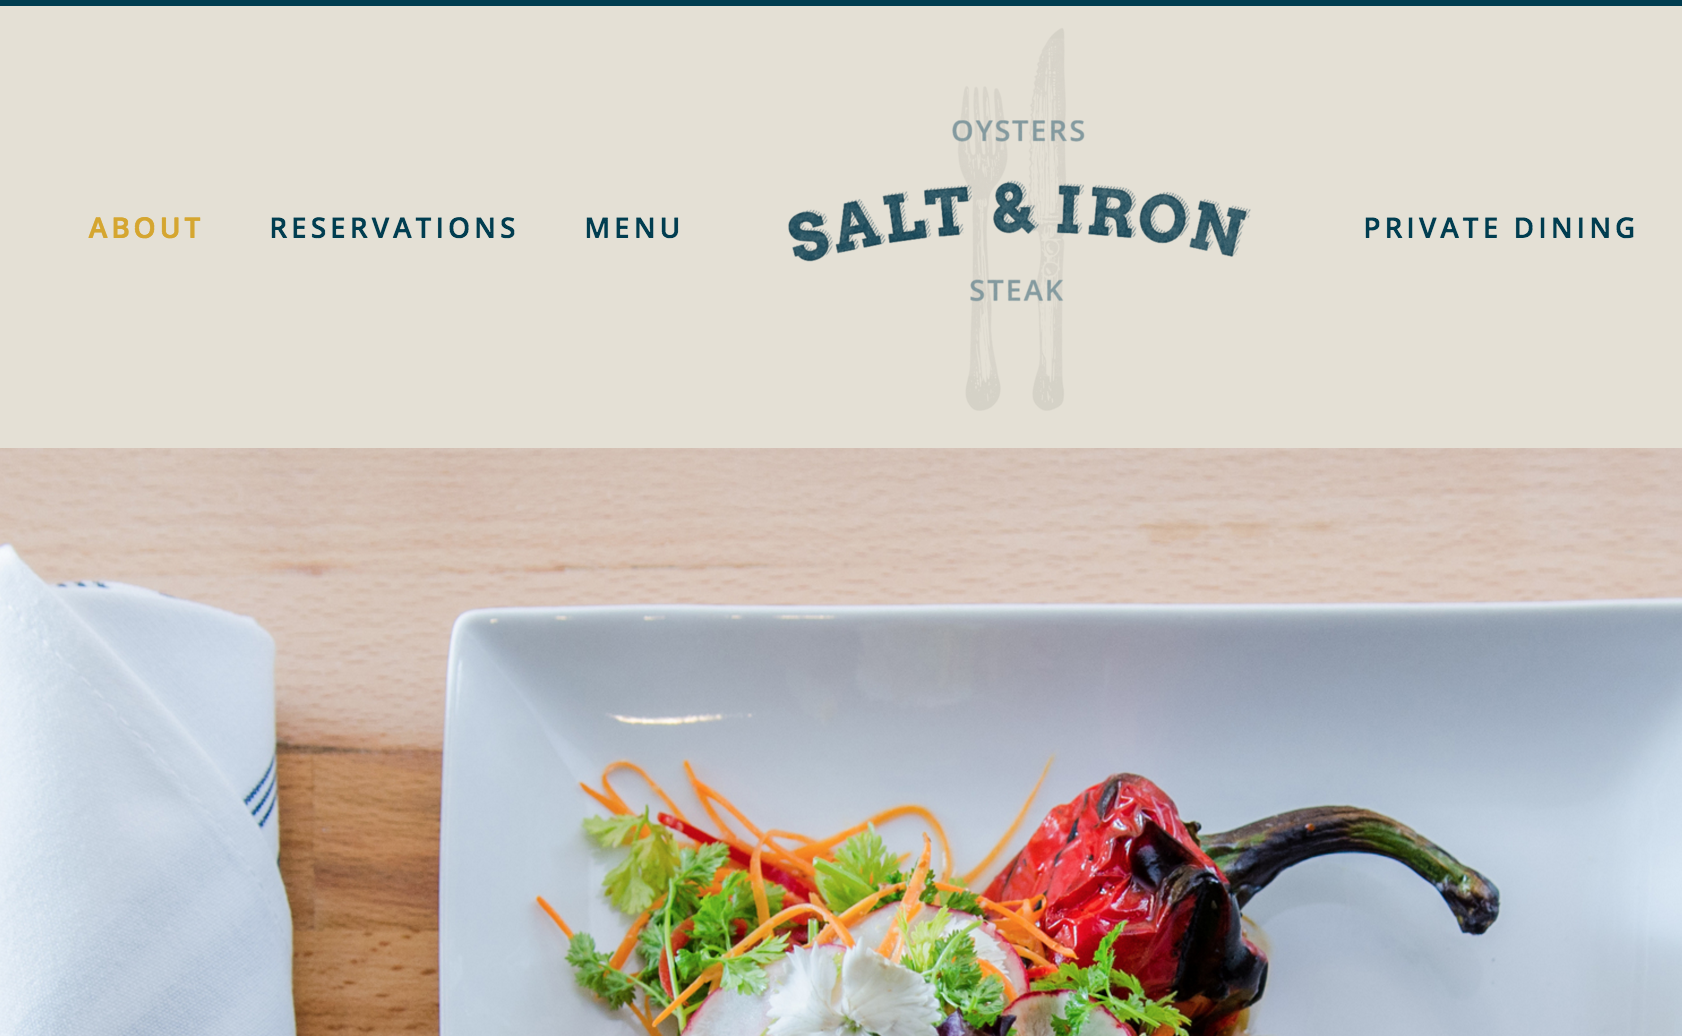 ABOUT
RESERVATIONS
MENU
OYSTERS
SALT & IRON
STEAK
PRIVATE DINING